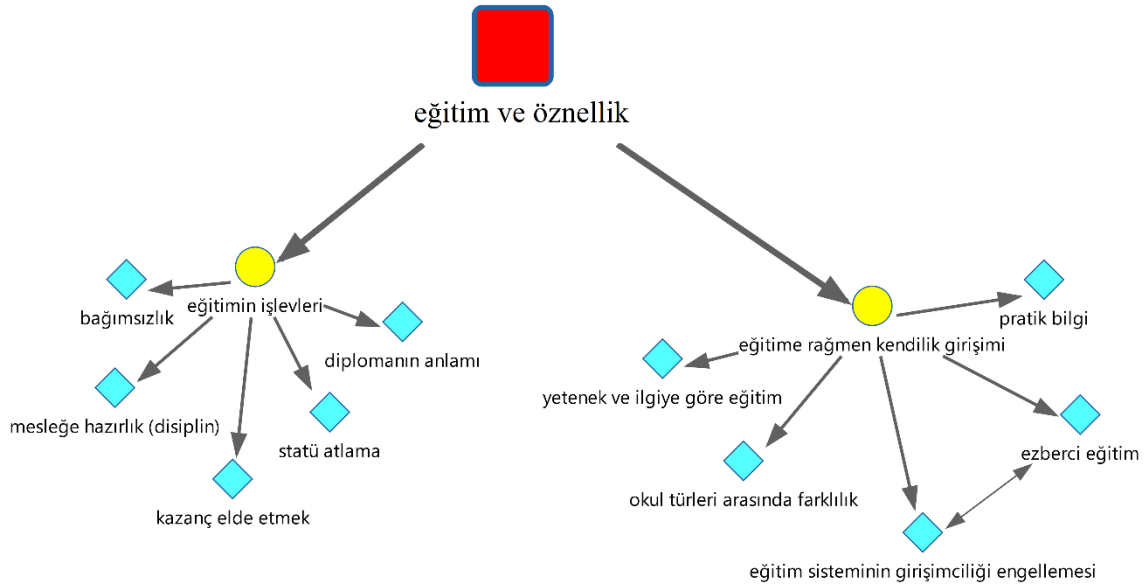 eğitim ve öznellik
eğitimin işlevleri
bağımsızlık
diplomanın anlamı
mesleğe hazırlık (disiplin)
statü atlama
kazanç elde etmek
eğitime rağmen kendilik girişimi
pratik bilgi
yetenek ve ilgiye göre eğitim
ezberci eğitim
okul türleri arasında farklılık
eğitim sisteminin girişimciliği engellemesi